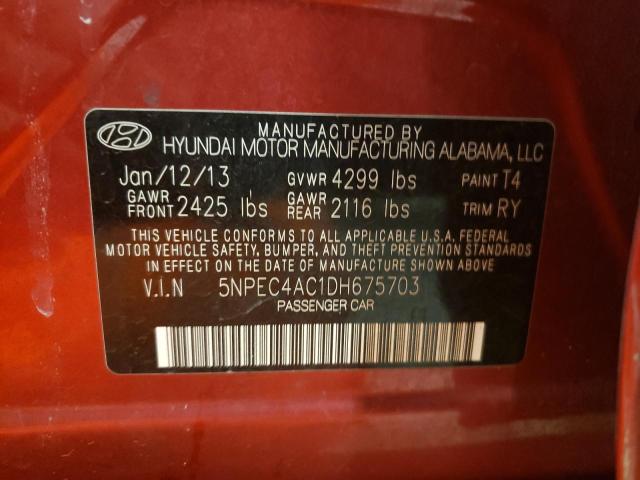 MANUFACTURED BY
HYUNDAI MOTOR MANUFACTURING ALABAMA, LLC
Jan/12/13 GVWR 4299 lbs PAINT T4
GAWR FRONT 2425 lbs GAWR REAR 2116 lbs TRIM RY
THIS VEHICLE CONFORMS TO ALL APPLICABLE U.S.A. FEDERAL
MOTOR VEHICLE SAFETY, BUMPER, AND THEFT PREVENTION STANDARDS
IN EFFECT ON THE DATE OF MANUFACTURE SHOWN ABOVE
V.I.N 5NPEC4AC1DH675703
PASSENGER CAR